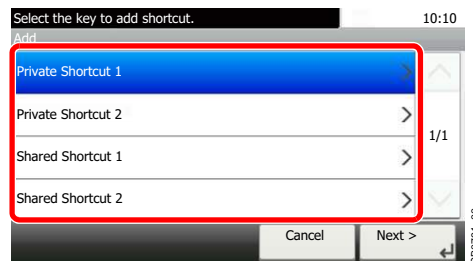 Select the key to add shortcut. 10:10
Add
Private Shortcut 1
Private Shortcut 2
1/1
Shared Shortcut 1
Shared Shortcut 2
Cancel Next >